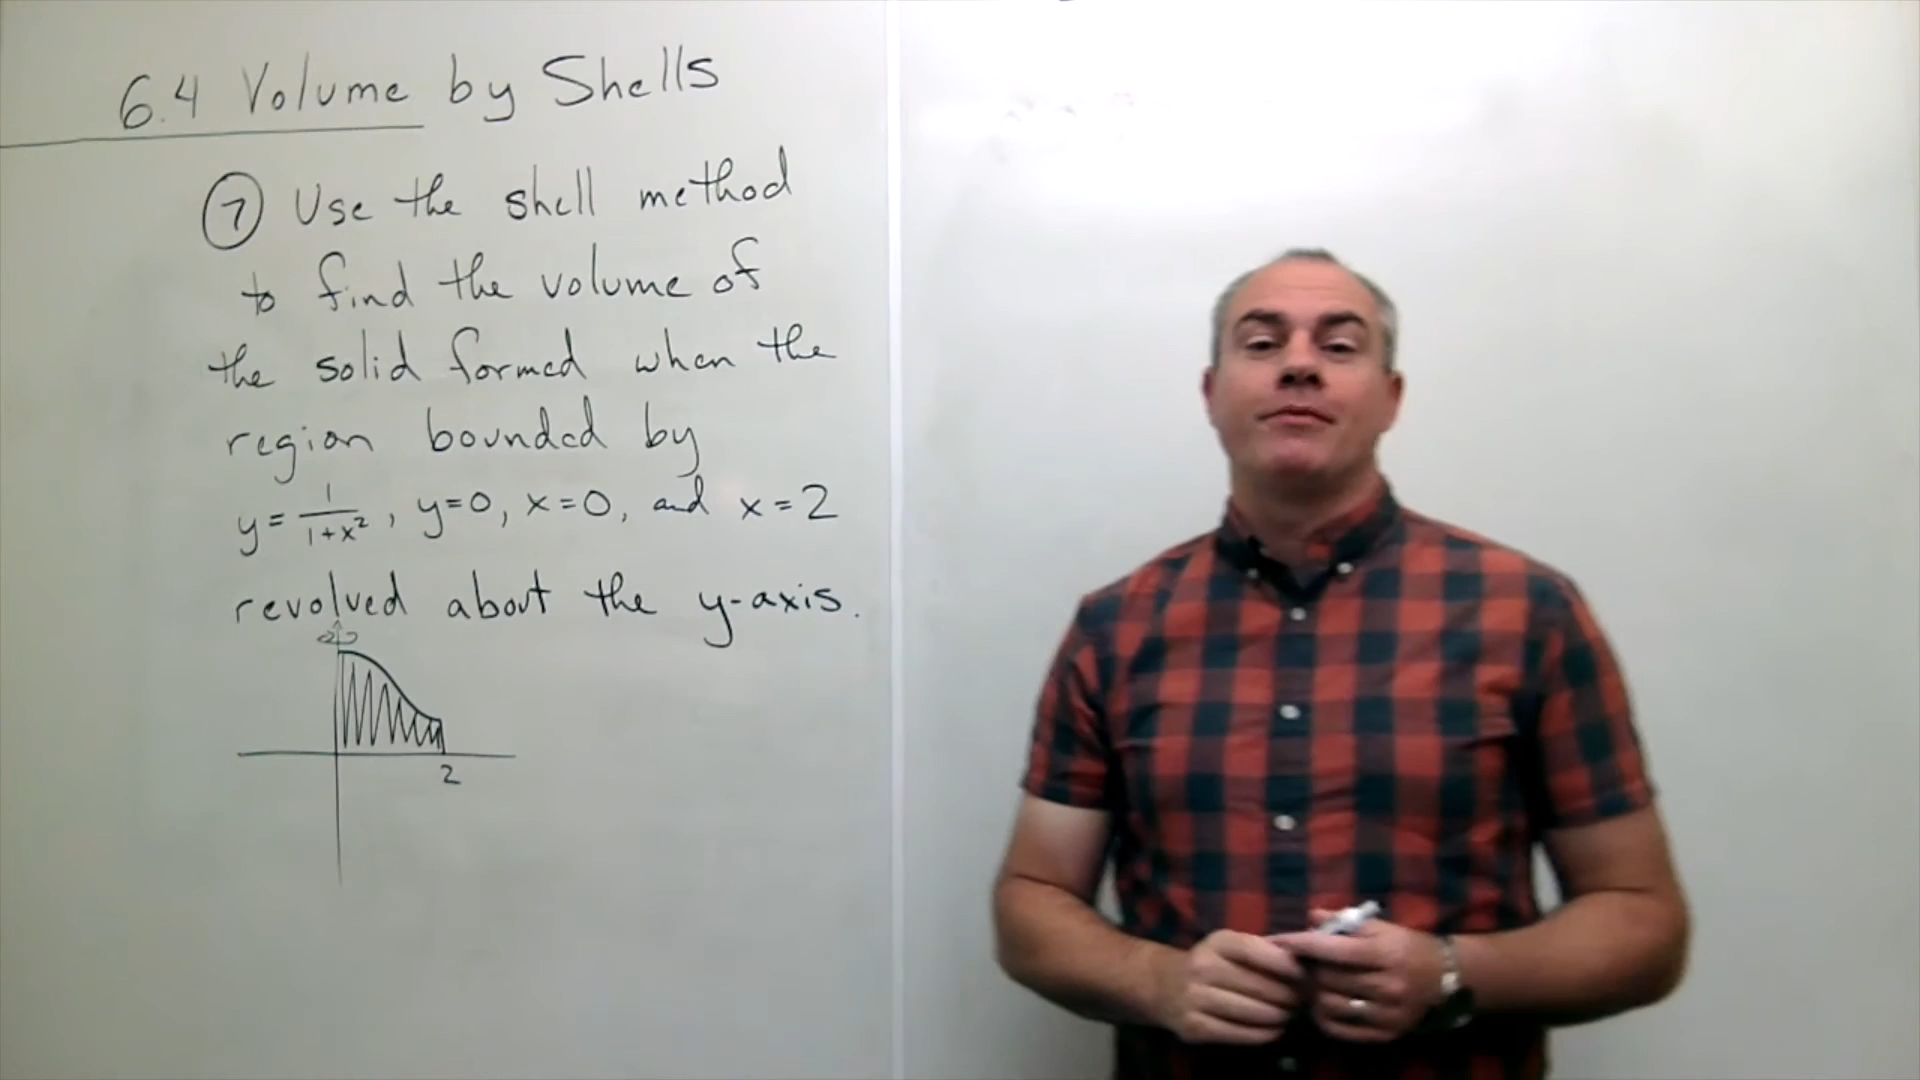 6.4 Volume by Shells
⑦ Use the shell method
to find the volume of
the solid formed when the
region bounded by
y = 1/(1+x²), y=0, x=0, and x=2
revolved about the y-axis.
2